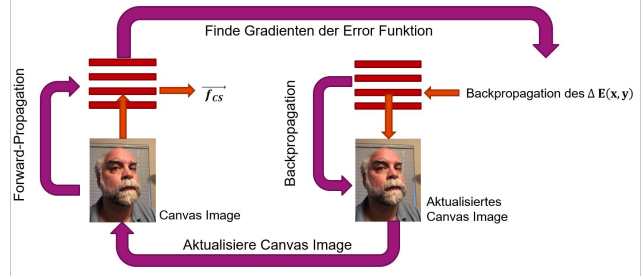 Finde Gradienten der Error Funktion
Forward-Propagation
f_CS
Backpropagation
Backpropagation des Δ E(x, y)
Canvas Image
Aktualisiertes
Canvas Image
Aktualisiere Canvas Image